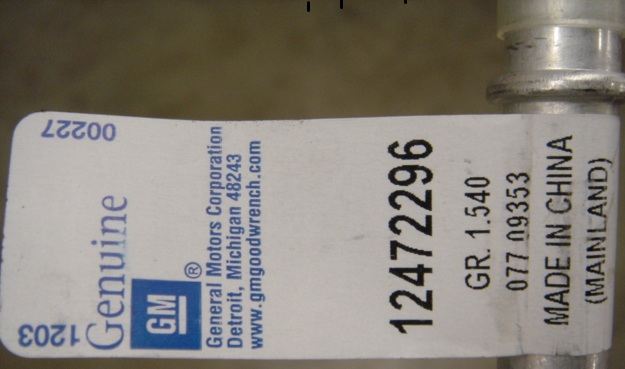 1203 00227
Genuine
GM ®
General Motors Corporation
Detroit, Michigan 48243
www.gmgoodwrench.com
12472296
GR. 1.540
077 09353
MADE IN CHINA
(MAINLAND)